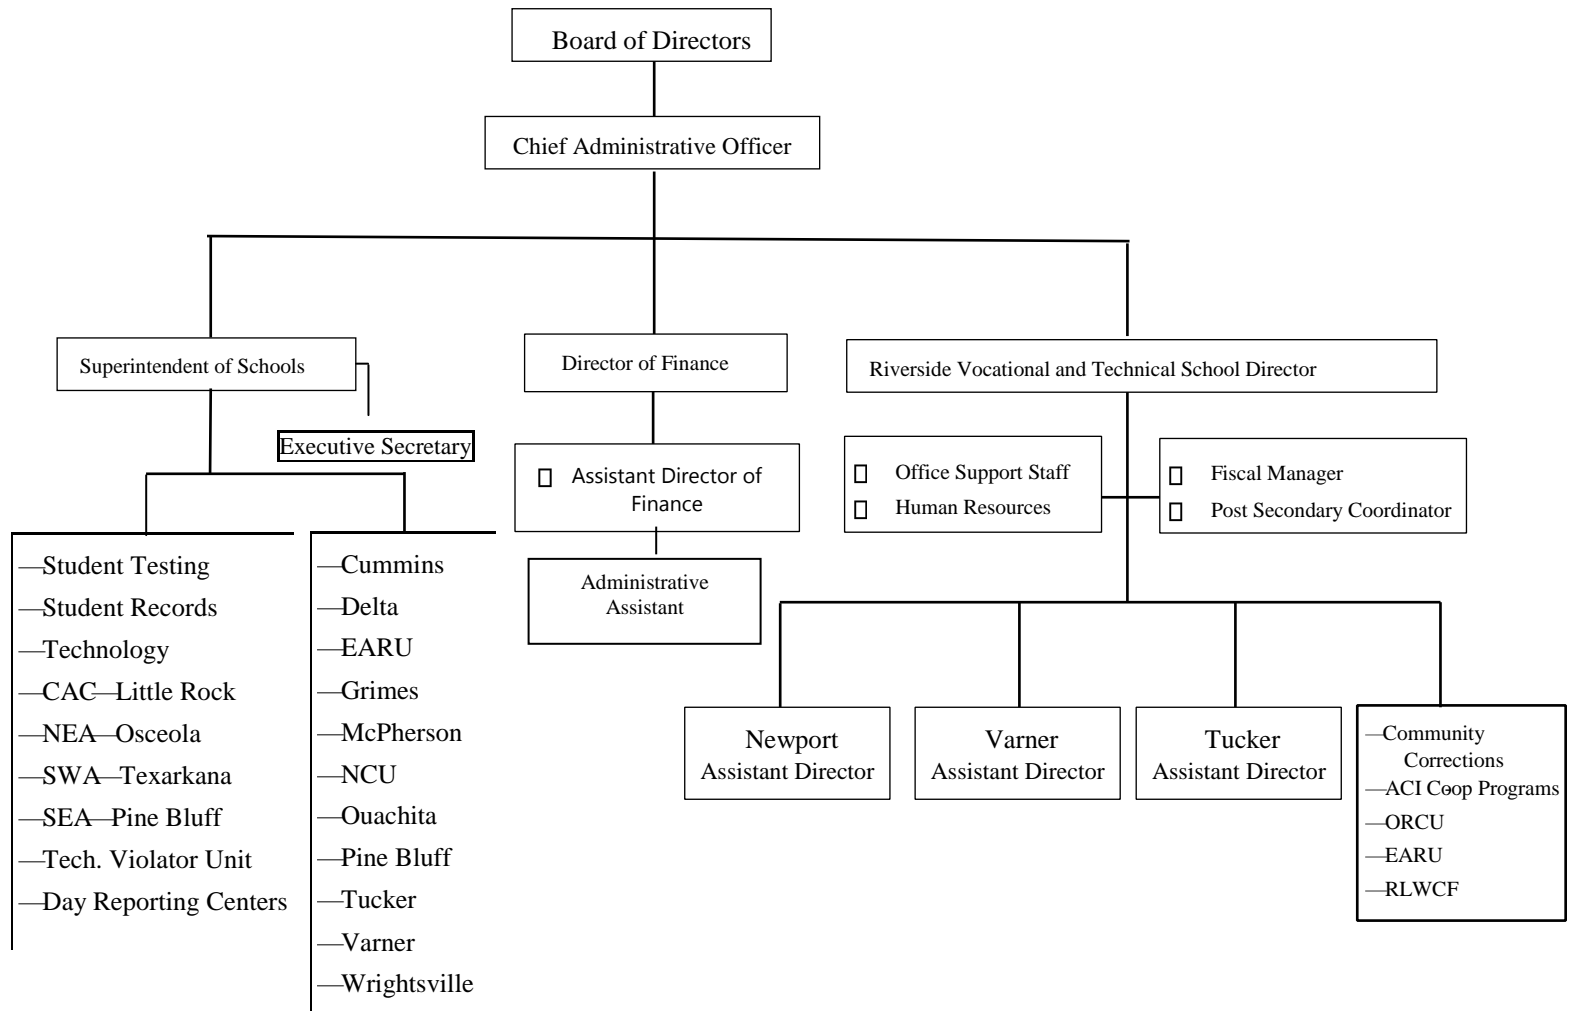 Board of Directors
Chief Administrative Officer
Superintendent of Schools
Director of Finance
Riverside Vocational and Technical School Director
Executive Secretary
Assistant Director of
Finance
Administrative
Assistant
Office Support Staff
Human Resources
Fiscal Manager
Post Secondary Coordinator
—Student Testing
—Student Records
—Technology
—CAC—Little Rock
—NEA—Osceola
—SWA—Texarkana
—SEA—Pine Bluff
—Tech. Violator Unit
—Day Reporting Centers
—Cummins
—Delta
—EARU
—Grimes
—McPherson
—NCU
—Ouachita
—Pine Bluff
—Tucker
—Varner
—Wrightsville
Newport
Assistant Director
Varner
Assistant Director
Tucker
Assistant Director
—Community
Corrections
—ACI Co-op Programs
—ORCU
—EARU
—RLWCF